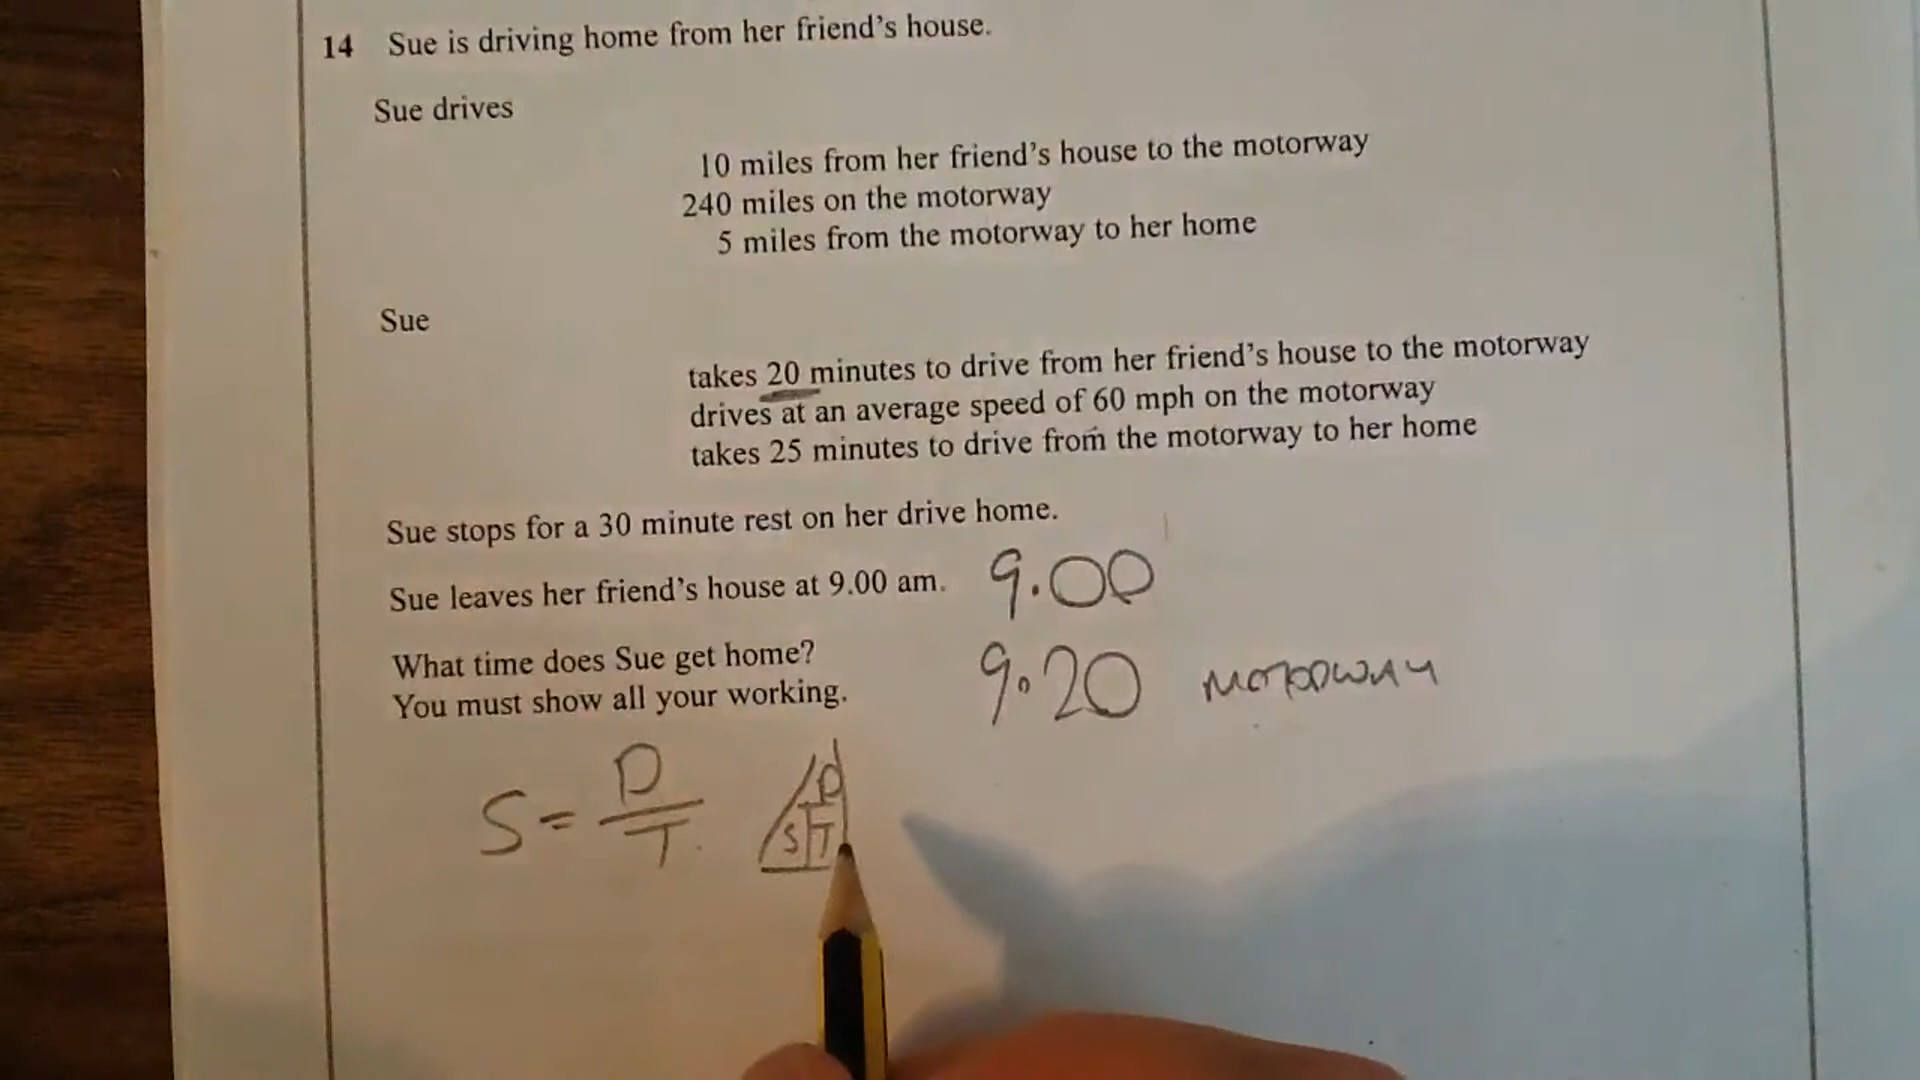 14 Sue is driving home from her friend's house.
Sue drives
10 miles from her friend's house to the motorway
240 miles on the motorway
5 miles from the motorway to her home
Sue
takes 20 minutes to drive from her friend's house to the motorway
drives at an average speed of 60 mph on the motorway
takes 25 minutes to drive from the motorway to her home
Sue stops for a 30 minute rest on her drive home.
Sue leaves her friend's house at 9.00 am. 9.00
What time does Sue get home?
You must show all your working. 9.20 MOTORWAY
S = D/T
D
S T